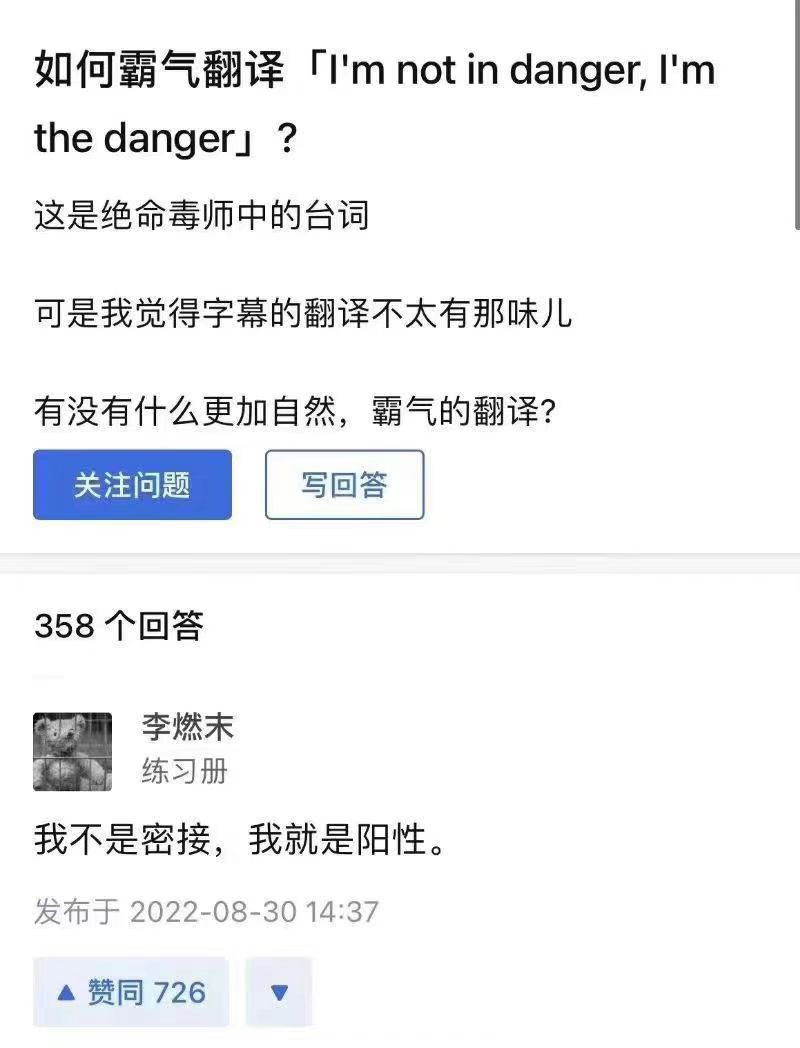 如何霸气翻译「I'm not in danger, I'm
the danger」?
这是绝命毒师中的台词
可是我觉得字幕的翻译不太有那味儿
有没有什么更加自然，霸气的翻译?
关注问题 写回答
358 个回答
李燃末
练习册
我不是密接，我就是阳性。
发布于 2022-08-30 14:37
▲ 赞同 726 ▼